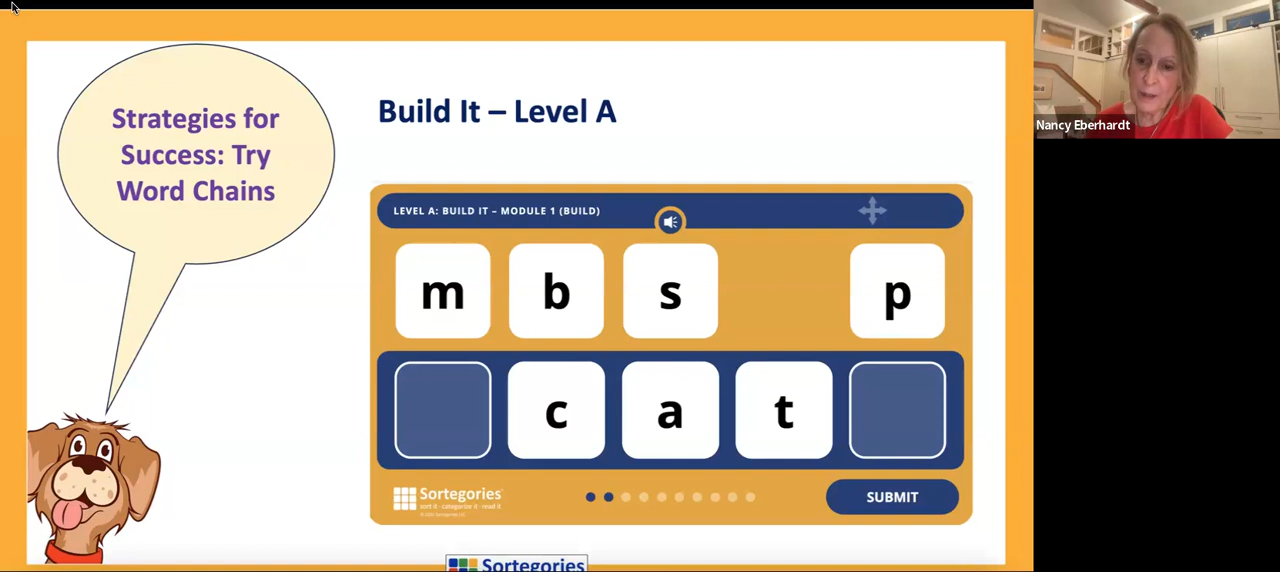 Strategies for
Success: Try
Word Chains
Build It – Level A
LEVEL A: BUILD IT – MODULE 1 (BUILD)
m b s p
c a t
Sortegories
sort it · categorize it · read it
SUBMIT
Sortegories
Nancy Eberhardt